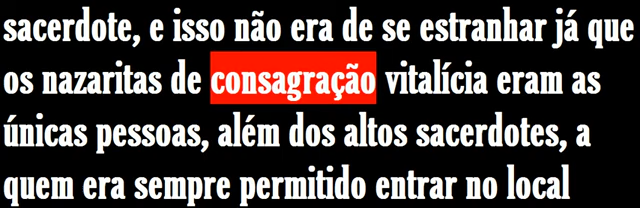 sacerdote, e isso não era de se estranhar já que
os nazaritas de consagração vitalícia eram as
únicas pessoas, além dos altos sacerdotes, a
quem era sempre permitido entrar no local